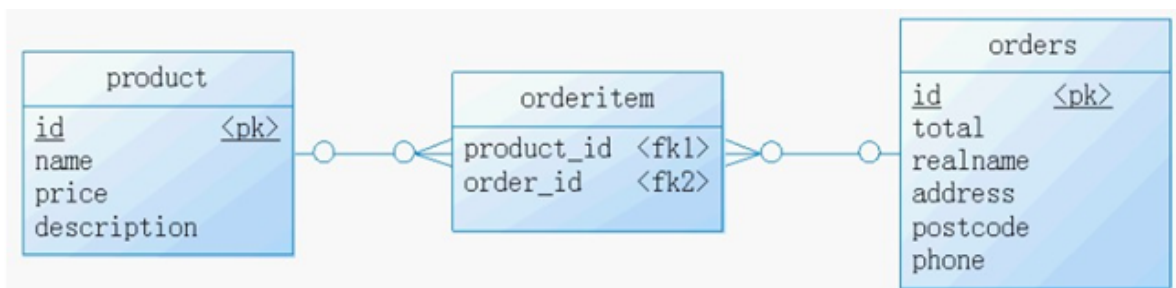 product
id <pk>
name
price
description
orderitem
product_id <fk1>
order_id <fk2>
orders
id <pk>
total
realname
address
postcode
phone